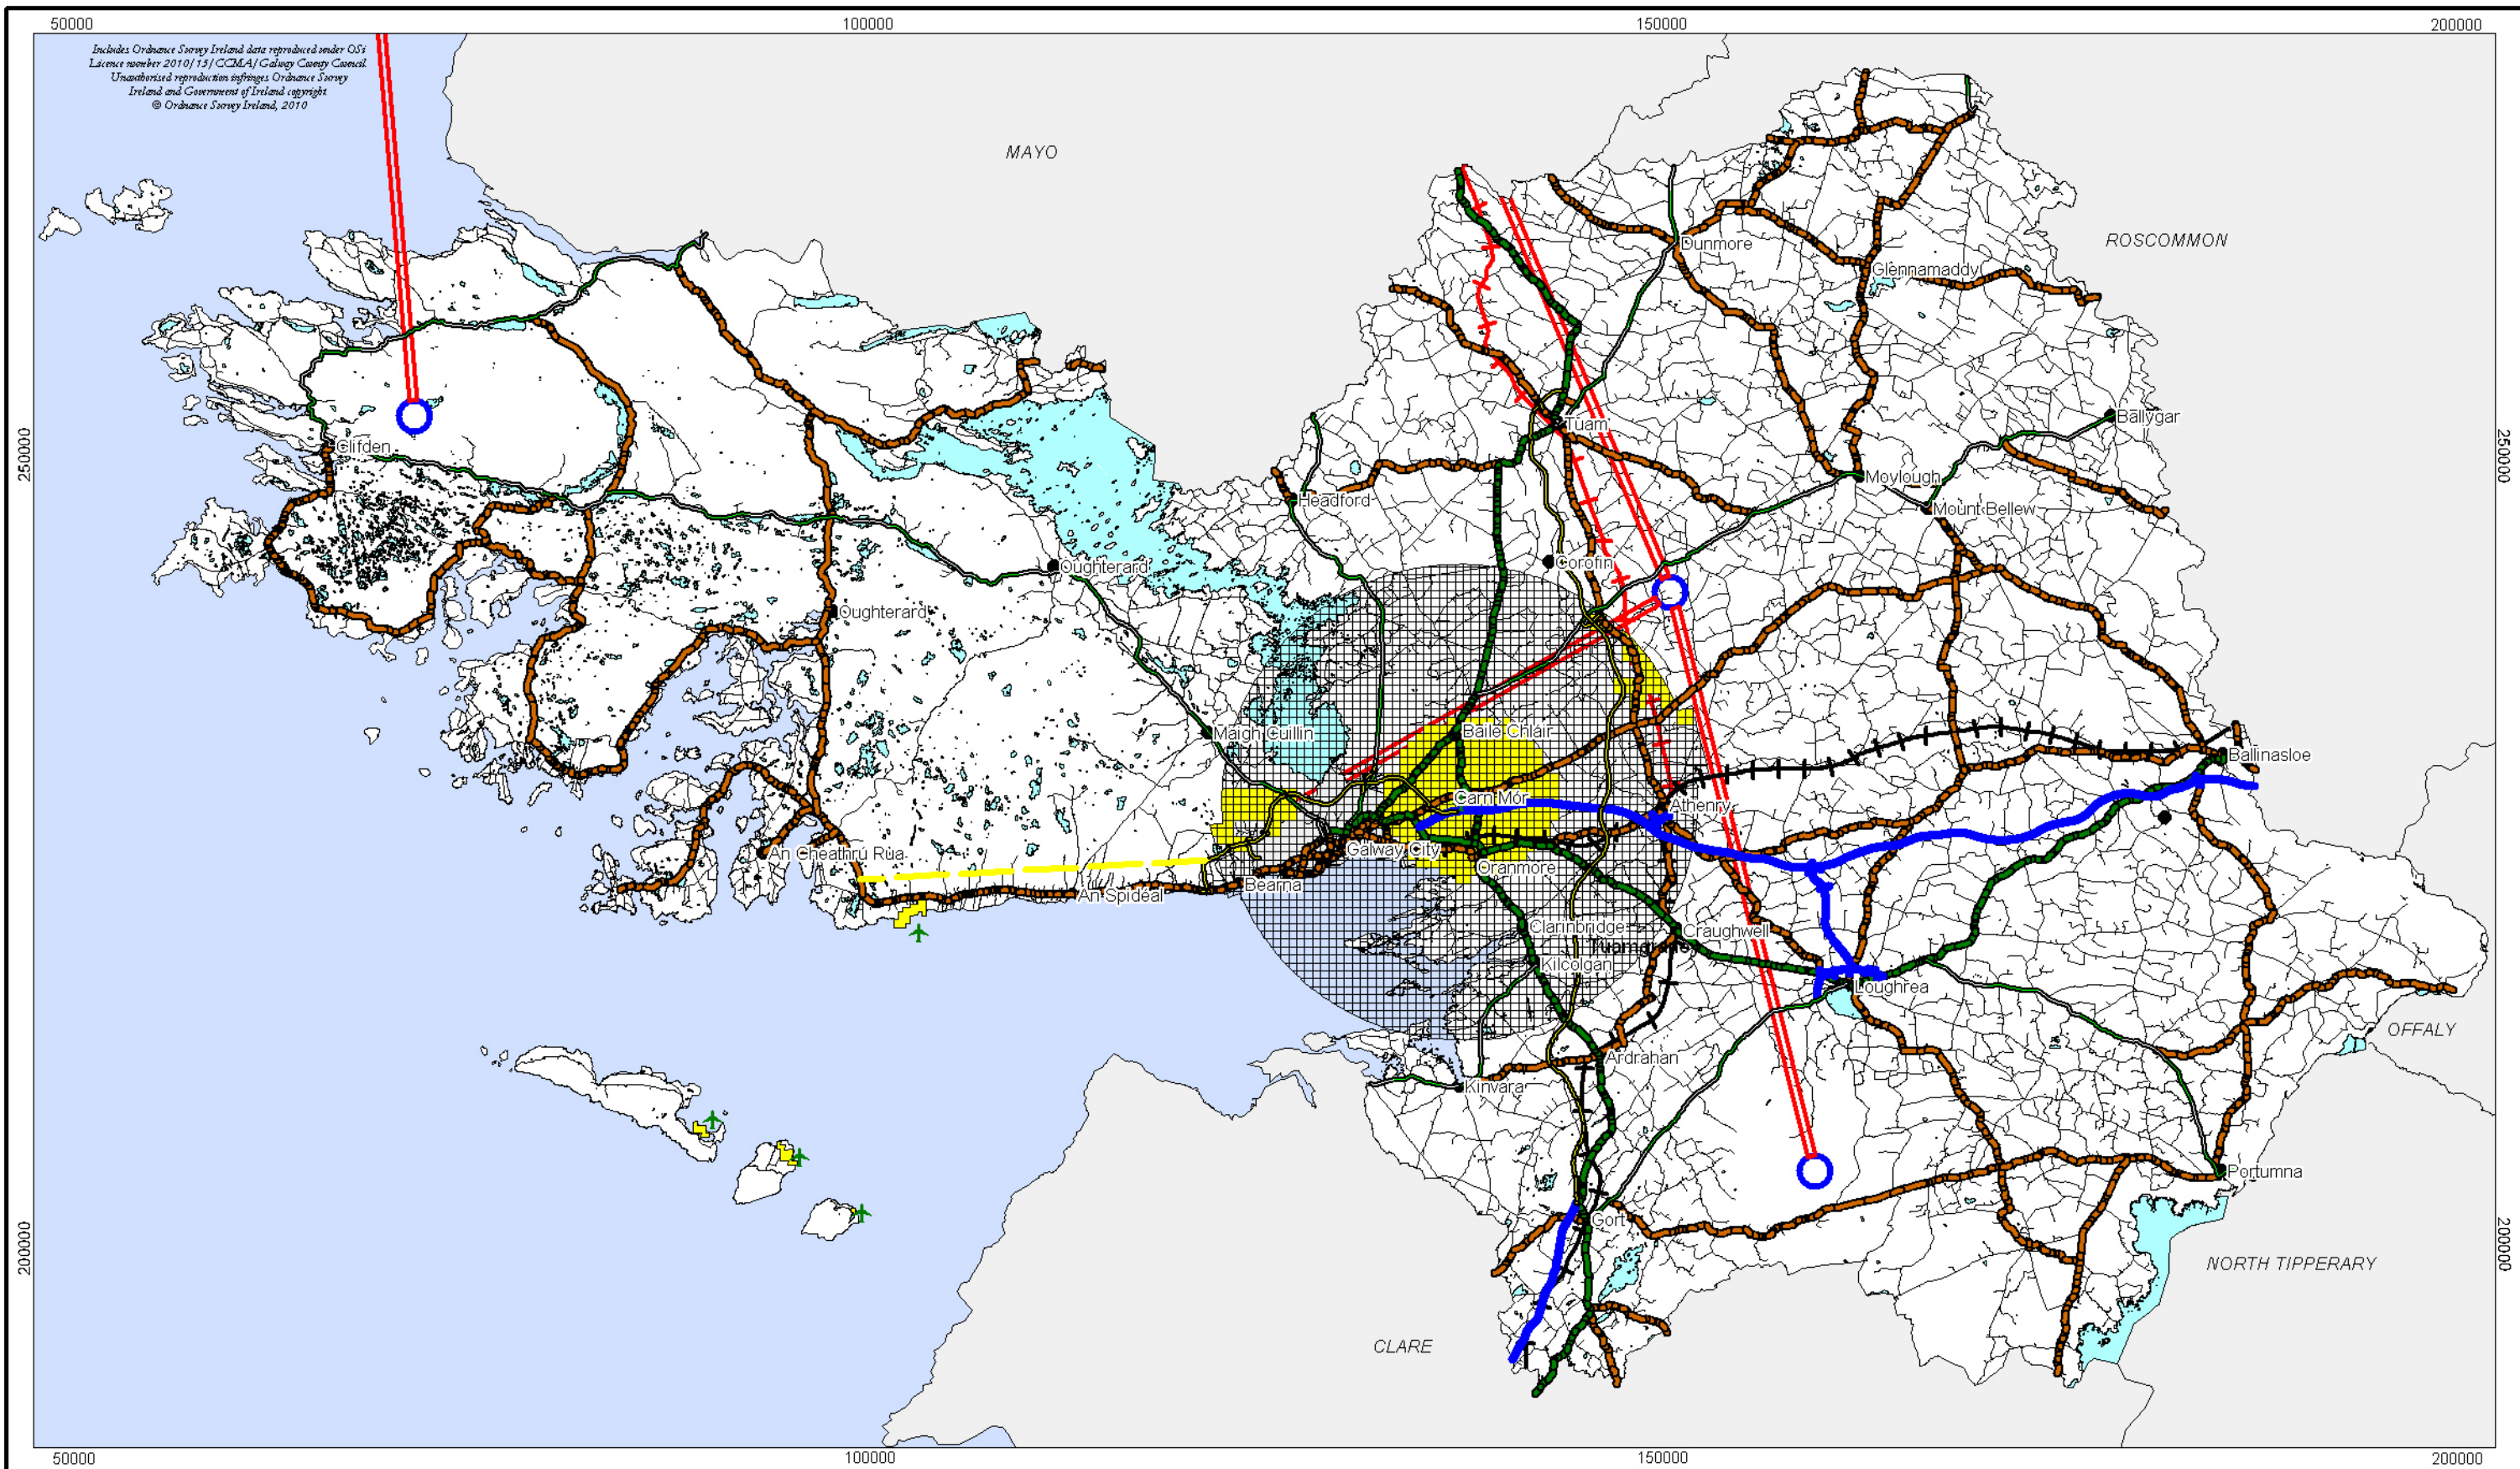 50000
100000
150000
200000
Includes Ordnance Survey Ireland data reproduced under OSi
Licence number 2010/15/CCMA/Galway County Council.
Unauthorised reproduction infringes Ordnance Survey
Ireland and Government of Ireland copyright
© Ordnance Survey Ireland, 2010
MAYO
ROSCOMMON
Dunmore
Glennamaddy
Ballygar
Tuam
250000
250000
Clifden
Moylough
Headford
Mount Bellew
Corofin
Oughterard
Oughterard
Baile Chláir
Maigh Cuillin
Ballinasloe
Carn Mór
Athenry
Galway City
An Cheathrú Rua
Oranmore
Bearna
An Spidéal
Clarinbridge
Craughwell
Kilcolgan
Loughrea
OFFALY
Ardrahan
Kinvara
Portumna
Gort
200000
200000
NORTH TIPPERARY
CLARE
50000
100000
150000
200000